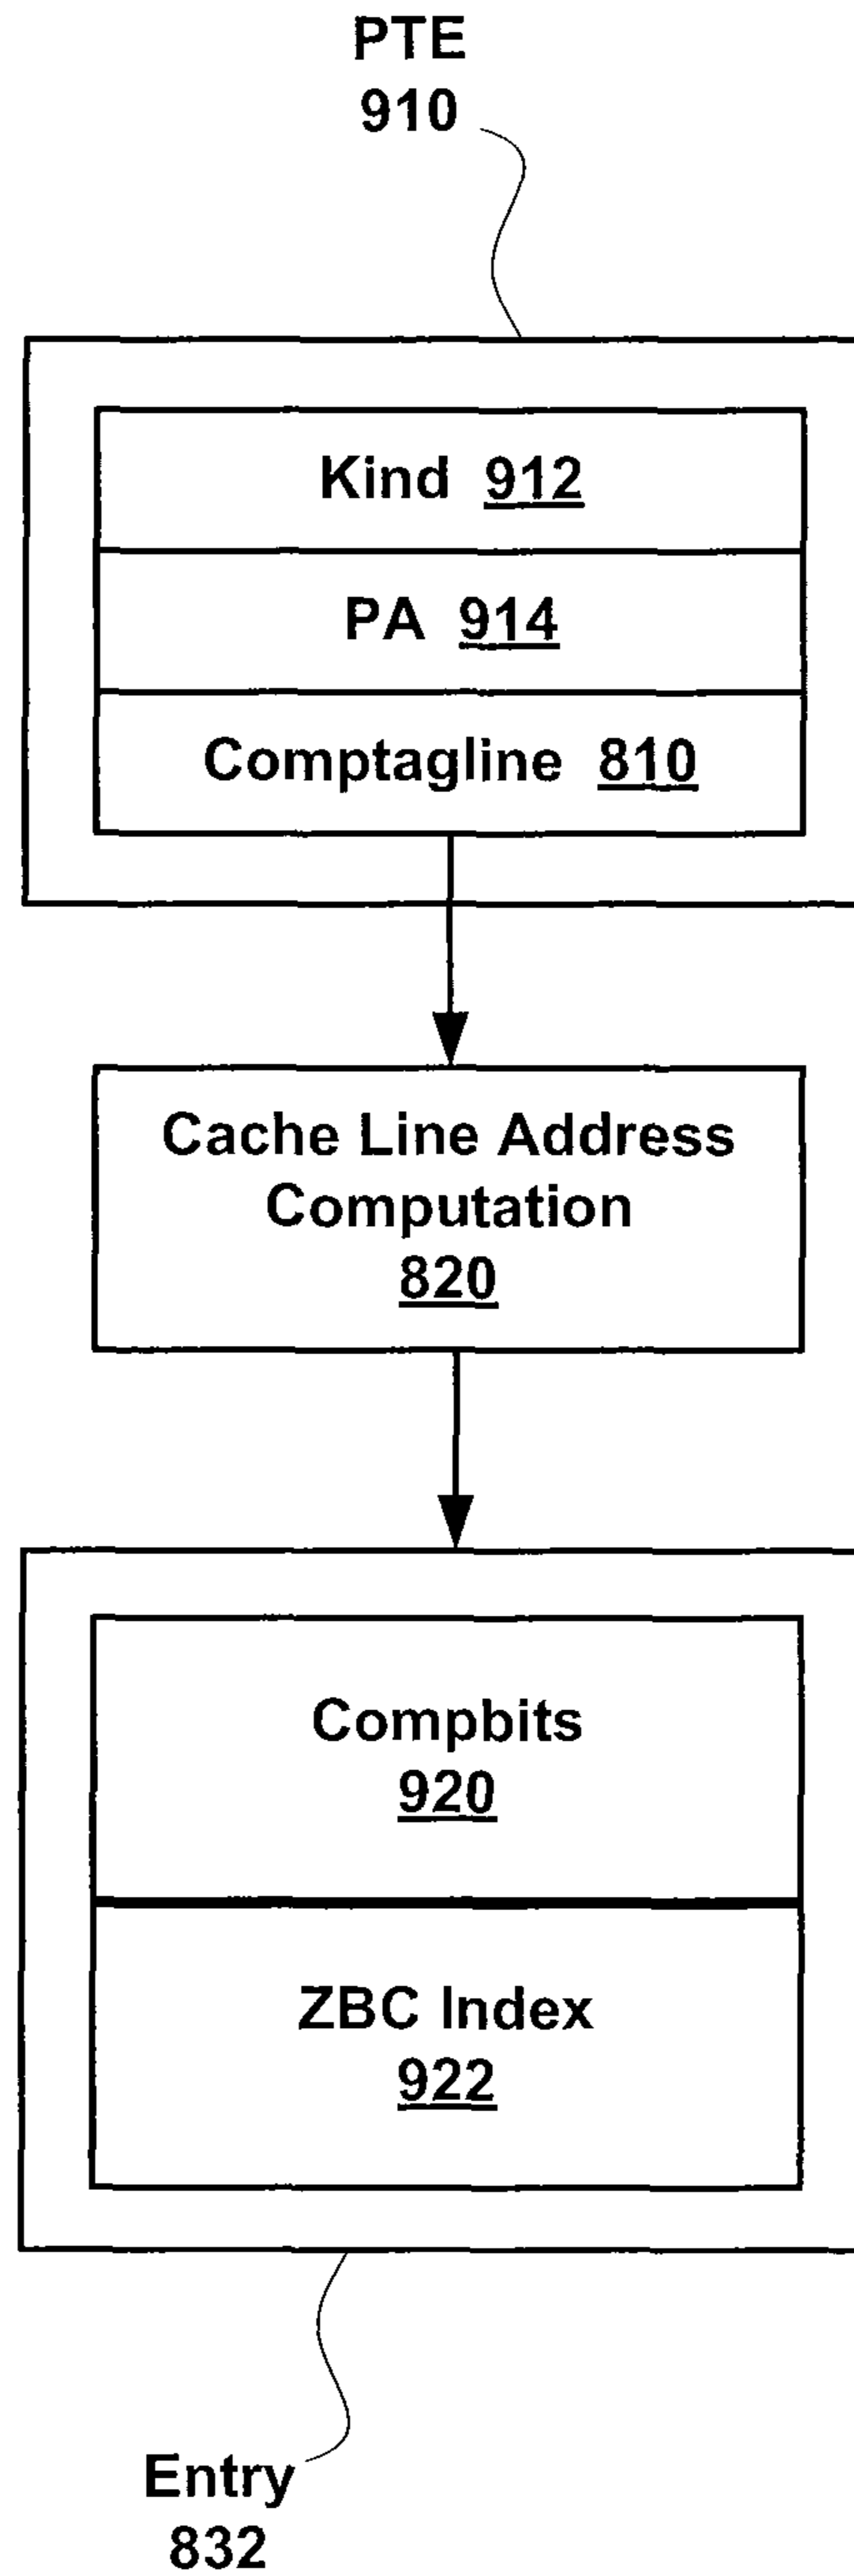 PTE
910
Kind 912
PA 914
Comptagline 810
Cache Line Address
Computation
820
Compbits
920
ZBC Index
922
Entry
832